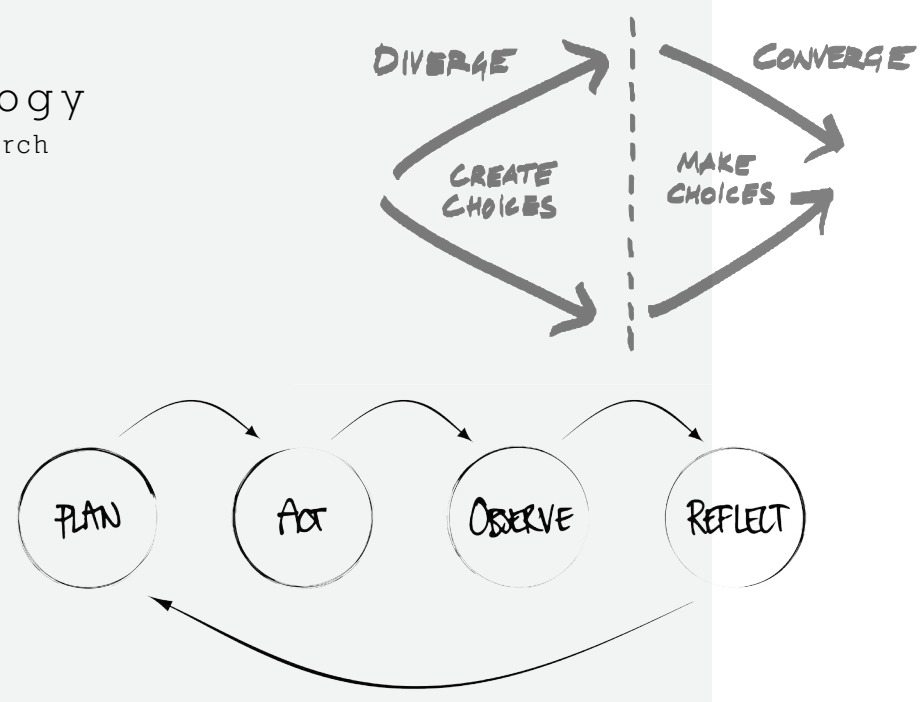 ogy
rch
DIVERGE
CONVERGE
CREATE
CHOICES
MAKE
CHOICES
PLAN
ACT
OBSERVE
REFLECT